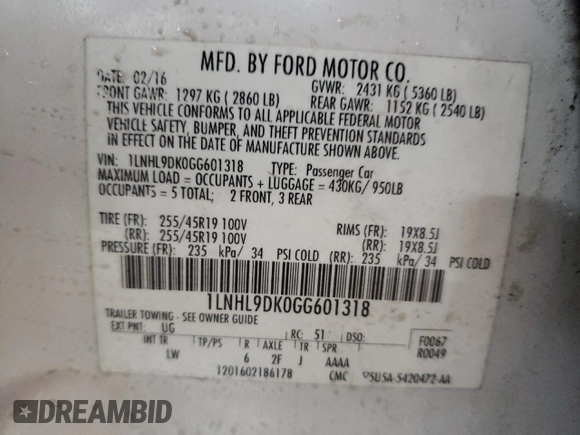 MFD. BY FORD MOTOR CO.
DATE: 02/16 GVWR: 2431 KG ( 5360 LB)
FRONT GAWR: 1297 KG ( 2860 LB) REAR GAWR: 1152 KG ( 2540 LB)
THIS VEHICLE CONFORMS TO ALL APPLICABLE FEDERAL MOTOR
VEHICLE SAFETY, BUMPER, AND THEFT PREVENTION STANDARDS
IN EFFECT ON THE DATE OF MANUFACTURE SHOWN ABOVE.
VIN: 1LNHL9DK0GG601318 TYPE: Passenger Car
MAXIMUM LOAD = OCCUPANTS + LUGGAGE = 430KG/ 950LB
OCCUPANTS = 5 TOTAL; 2 FRONT, 3 REAR
TIRE (FR): 255/45R19 100V RIMS (FR): 19X8.5J
(RR): 255/45R19 100V (RR): 19X8.5J
PRESSURE (FR): 235 kPa/ 34 PSI COLD (RR): 235 kPa/ 34 PSI COLD
1LNHL9DK0GG601318
TRAILER TOWING - SEE OWNER GUIDE
EXT PNT: UG RC: 51 DSO: F0067
R0049
INT TR TP/PS R AXLE TR SPR
LW 6 2F J AAAA
1201602186178 CMC SU5A-5420472-AA
DREAMBID